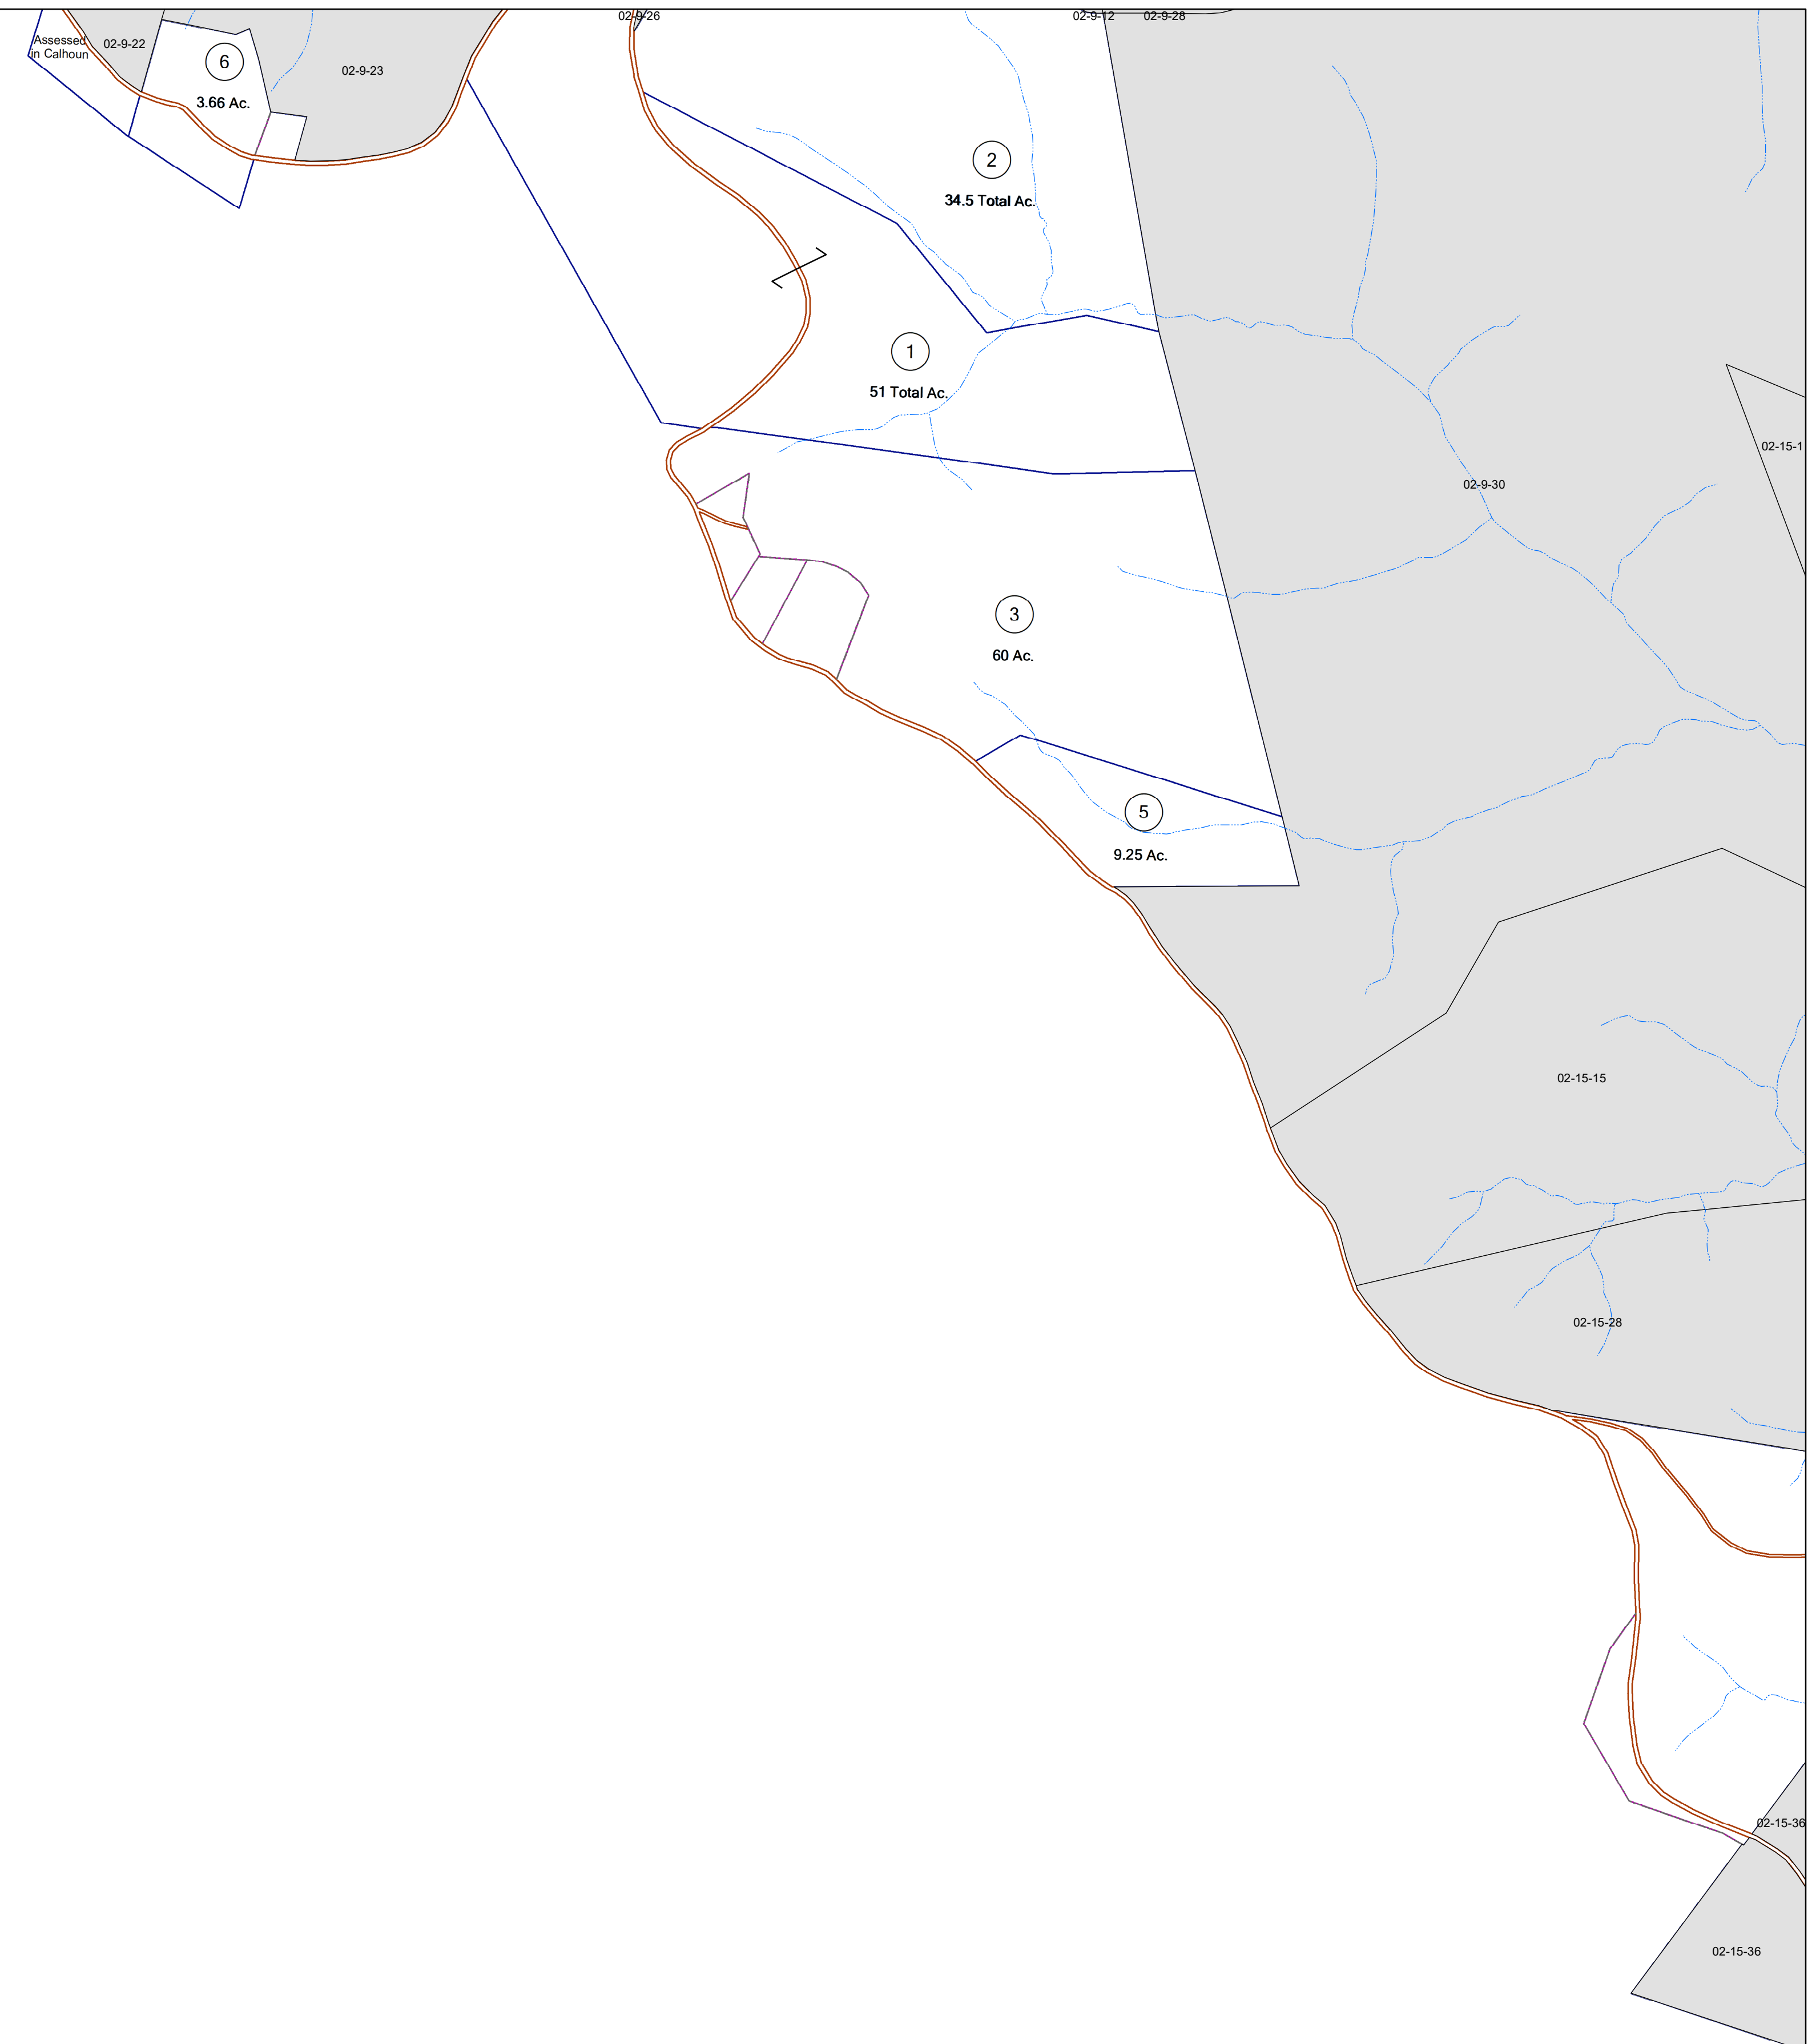 02-9-26
02-9-12
02-9-28
Assessed
in Calhoun
02-9-22
6
3.66 Ac.
02-9-23
2
34.5 Total Ac.
1
51 Total Ac.
02-15-1
02-9-30
3
60 Ac.
5
9.25 Ac.
02-15-15
02-15-28
02-15-36
02-15-36